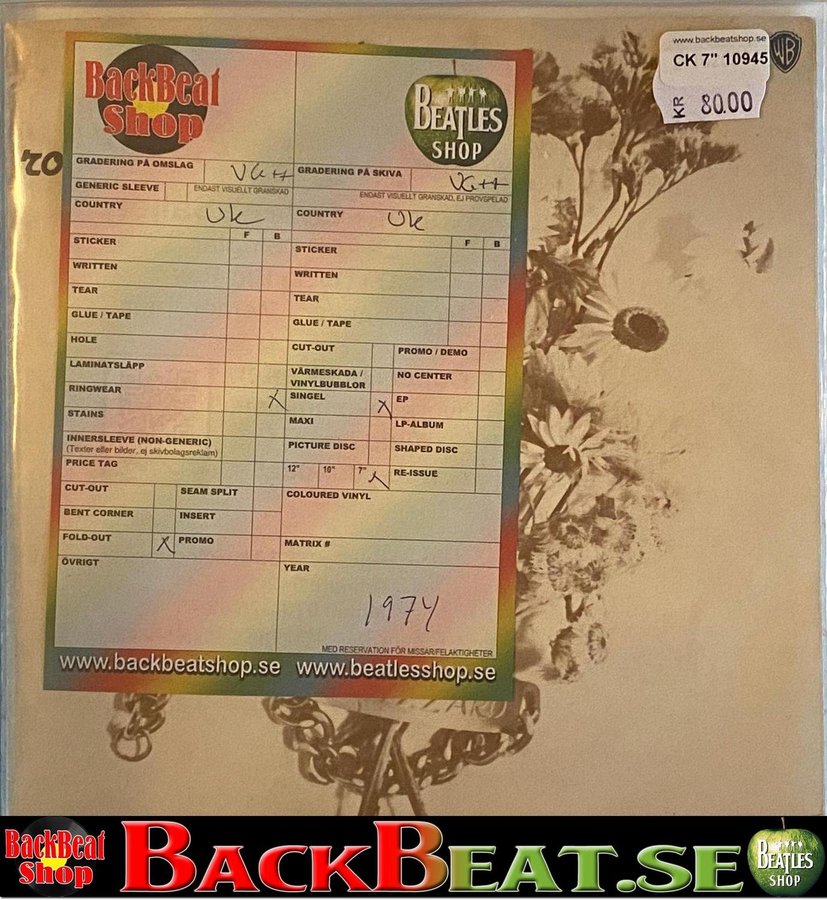 www.backbeatshop.se
CK 7" 10945
KR 80.00
WB
ro
BackBeat
Shop
BEATLES
SHOP
GRADERING PÅ OMSLAG VG++
GRADERING PÅ SKIVA VG++
GENERIC SLEEVE ENDAST VISUELLT GRANSKAD
ENDAST VISUELLT GRANSKAD, EJ PROVSPELAD
COUNTRY UK
COUNTRY UK
F B
F B
STICKER
STICKER
WRITTEN
WRITTEN
TEAR
TEAR
GLUE / TAPE
GLUE / TAPE
HOLE
CUT-OUT PROMO / DEMO
LAMINATSLÄPP
VÄRMESKADA /
VINYLBUBBLOR
NO CENTER
RINGWEAR
X SINGEL X EP
STAINS
MAXI LP-ALBUM
INNERSLEEVE (NON-GENERIC)
(Texter eller bilder, ej skivbolagsreklam)
PICTURE DISC SHAPED DISC
PRICE TAG
12" 10" 7" X RE-ISSUE
CUT-OUT SEAM SPLIT
COLOURED VINYL
BENT CORNER INSERT
FOLD-OUT X PROMO
MATRIX #
ÖVRIGT
YEAR
1974
MED RESERVATION FÖR MISSAR/FELAKTIGHETER
www.backbeatshop.se www.beatlesshop.se
BackBeat
Shop
BACKBEAT.SE
BEATLES
SHOP